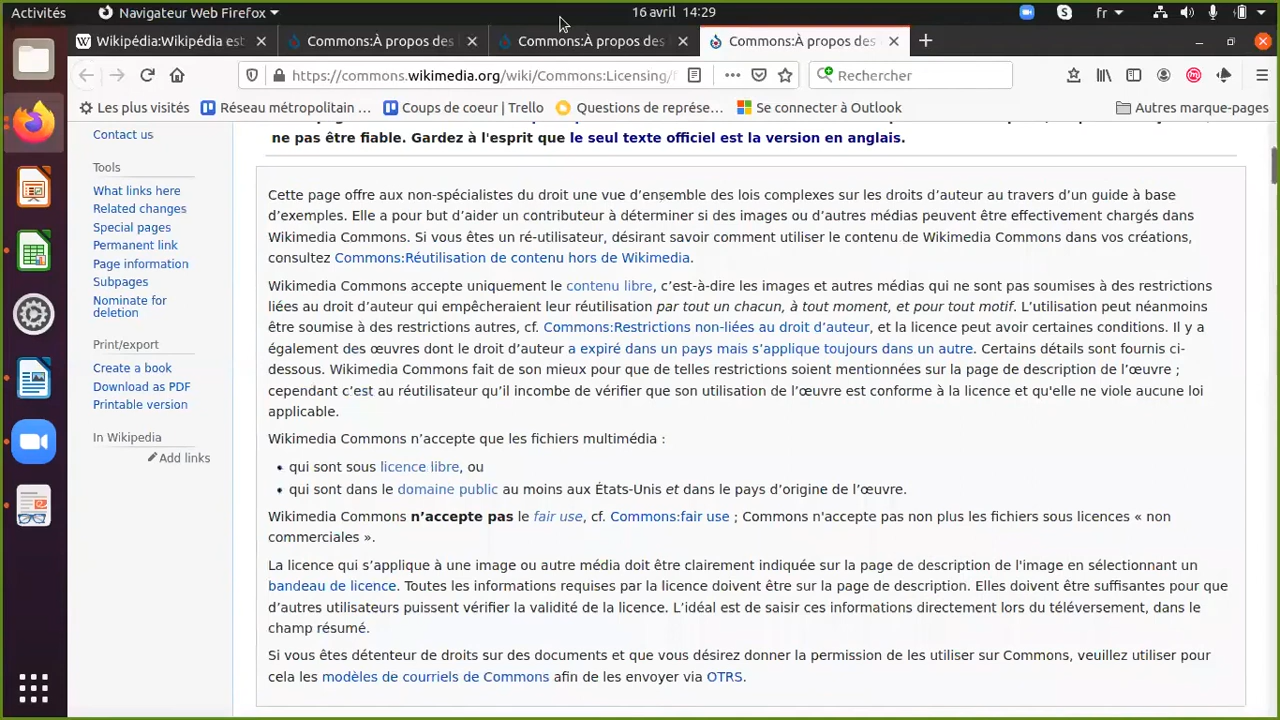 Activités Navigateur Web Firefox 16 avril 14:29 fr
Wikipédia:Wikipédia est Commons:À propos des Commons:À propos des Commons:À propos des
https://commons.wikimedia.org/wiki/Commons:Licensing/ Rechercher
Les plus visités Réseau métropolitain ... Coups de coeur | Trello Questions de représe... Se connecter à Outlook Autres marque-pages
ne pas être fiable. Gardez à l'esprit que le seul texte officiel est la version en anglais.
Contact us
Tools
What links here
Related changes
Special pages
Permanent link
Page information
Subpages
Nominate for
deletion
Print/export
Create a book
Download as PDF
Printable version
In Wikipedia
Add links
Cette page offre aux non-spécialistes du droit une vue d’ensemble des lois complexes sur les droits d’auteur au travers d’un guide à base
d’exemples. Elle a pour but d’aider un contributeur à déterminer si des images ou d’autres médias peuvent être effectivement chargés dans
Wikimedia Commons. Si vous êtes un ré-utilisateur, désirant savoir comment utiliser le contenu de Wikimedia Commons dans vos créations,
consultez Commons:Réutilisation de contenu hors de Wikimedia.
Wikimedia Commons accepte uniquement le contenu libre, c’est-à-dire les images et autres médias qui ne sont pas soumises à des restrictions
liées au droit d’auteur qui empêcheraient leur réutilisation par tout un chacun, à tout moment, et pour tout motif. L’utilisation peut néanmoins
être soumise à des restrictions autres, cf. Commons:Restrictions non-liées au droit d’auteur, et la licence peut avoir certaines conditions. Il y a
également des œuvres dont le droit d’auteur a expiré dans un pays mais s’applique toujours dans un autre. Certains détails sont fournis ci-
dessous. Wikimedia Commons fait de son mieux pour que de telles restrictions soient mentionnées sur la page de description de l’œuvre ;
cependant c’est au réutilisateur qu’il incombe de vérifier que son utilisation de l’œuvre est conforme à la licence et qu'elle ne viole aucune loi
applicable.
Wikimedia Commons n’accepte que les fichiers multimédia :
• qui sont sous licence libre, ou
• qui sont dans le domaine public au moins aux États-Unis et dans le pays d’origine de l’œuvre.
Wikimedia Commons n’accepte pas le fair use, cf. Commons:fair use ; Commons n'accepte pas non plus les fichiers sous licences « non
commerciales ».
La licence qui s’applique à une image ou autre média doit être clairement indiquée sur la page de description de l'image en sélectionnant un
bandeau de licence. Toutes les informations requises par la licence doivent être sur la page de description. Elles doivent être suffisantes pour que
d’autres utilisateurs puissent vérifier la validité de la licence. L’idéal est de saisir ces informations directement lors du téléversement, dans le
champ résumé.
Si vous êtes détenteur de droits sur des documents et que vous désirez donner la permission de les utiliser sur Commons, veuillez utiliser pour
cela les modèles de courriels de Commons afin de les envoyer via OTRS.